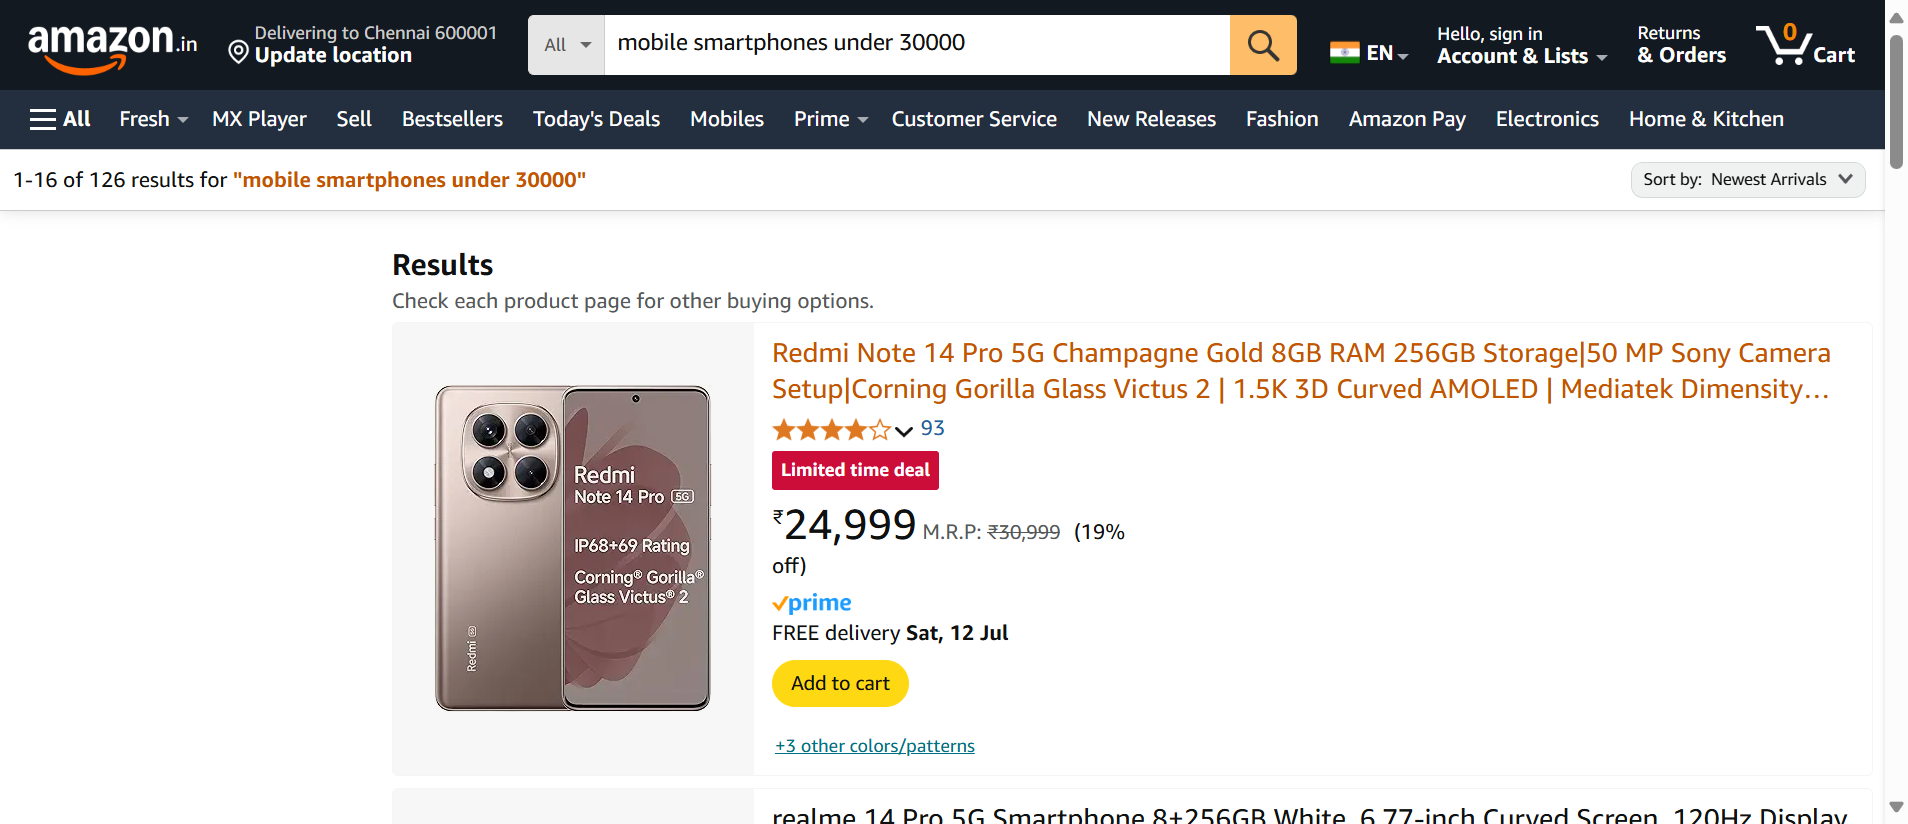 amazon.in
Delivering to Chennai 600001
Update location
All
mobile smartphones under 30000
EN
Hello, sign in
Account & Lists
Returns
& Orders
0
Cart
All
Fresh
MX Player
Sell
Bestsellers
Today's Deals
Mobiles
Prime
Customer Service
New Releases
Fashion
Amazon Pay
Electronics
Home & Kitchen
1-16 of 126 results for "mobile smartphones under 30000"
Sort by: Newest Arrivals
Results
Check each product page for other buying options.
Redmi
Note 14 Pro 5G
IP68+69 Rating
Corning® Gorilla®
Glass Victus® 2
Redmi 5G
Redmi Note 14 Pro 5G Champagne Gold 8GB RAM 256GB Storage|50 MP Sony Camera
Setup|Corning Gorilla Glass Victus 2 | 1.5K 3D Curved AMOLED | Mediatek Dimensity…
93
Limited time deal
₹24,999 M.R.P: ₹30,999 (19%
off)
prime
FREE delivery Sat, 12 Jul
Add to cart
+3 other colors/patterns
realme 14 Pro 5G Smartphone 8+256GB White, 6.77-inch Curved Screen, 120Hz Display